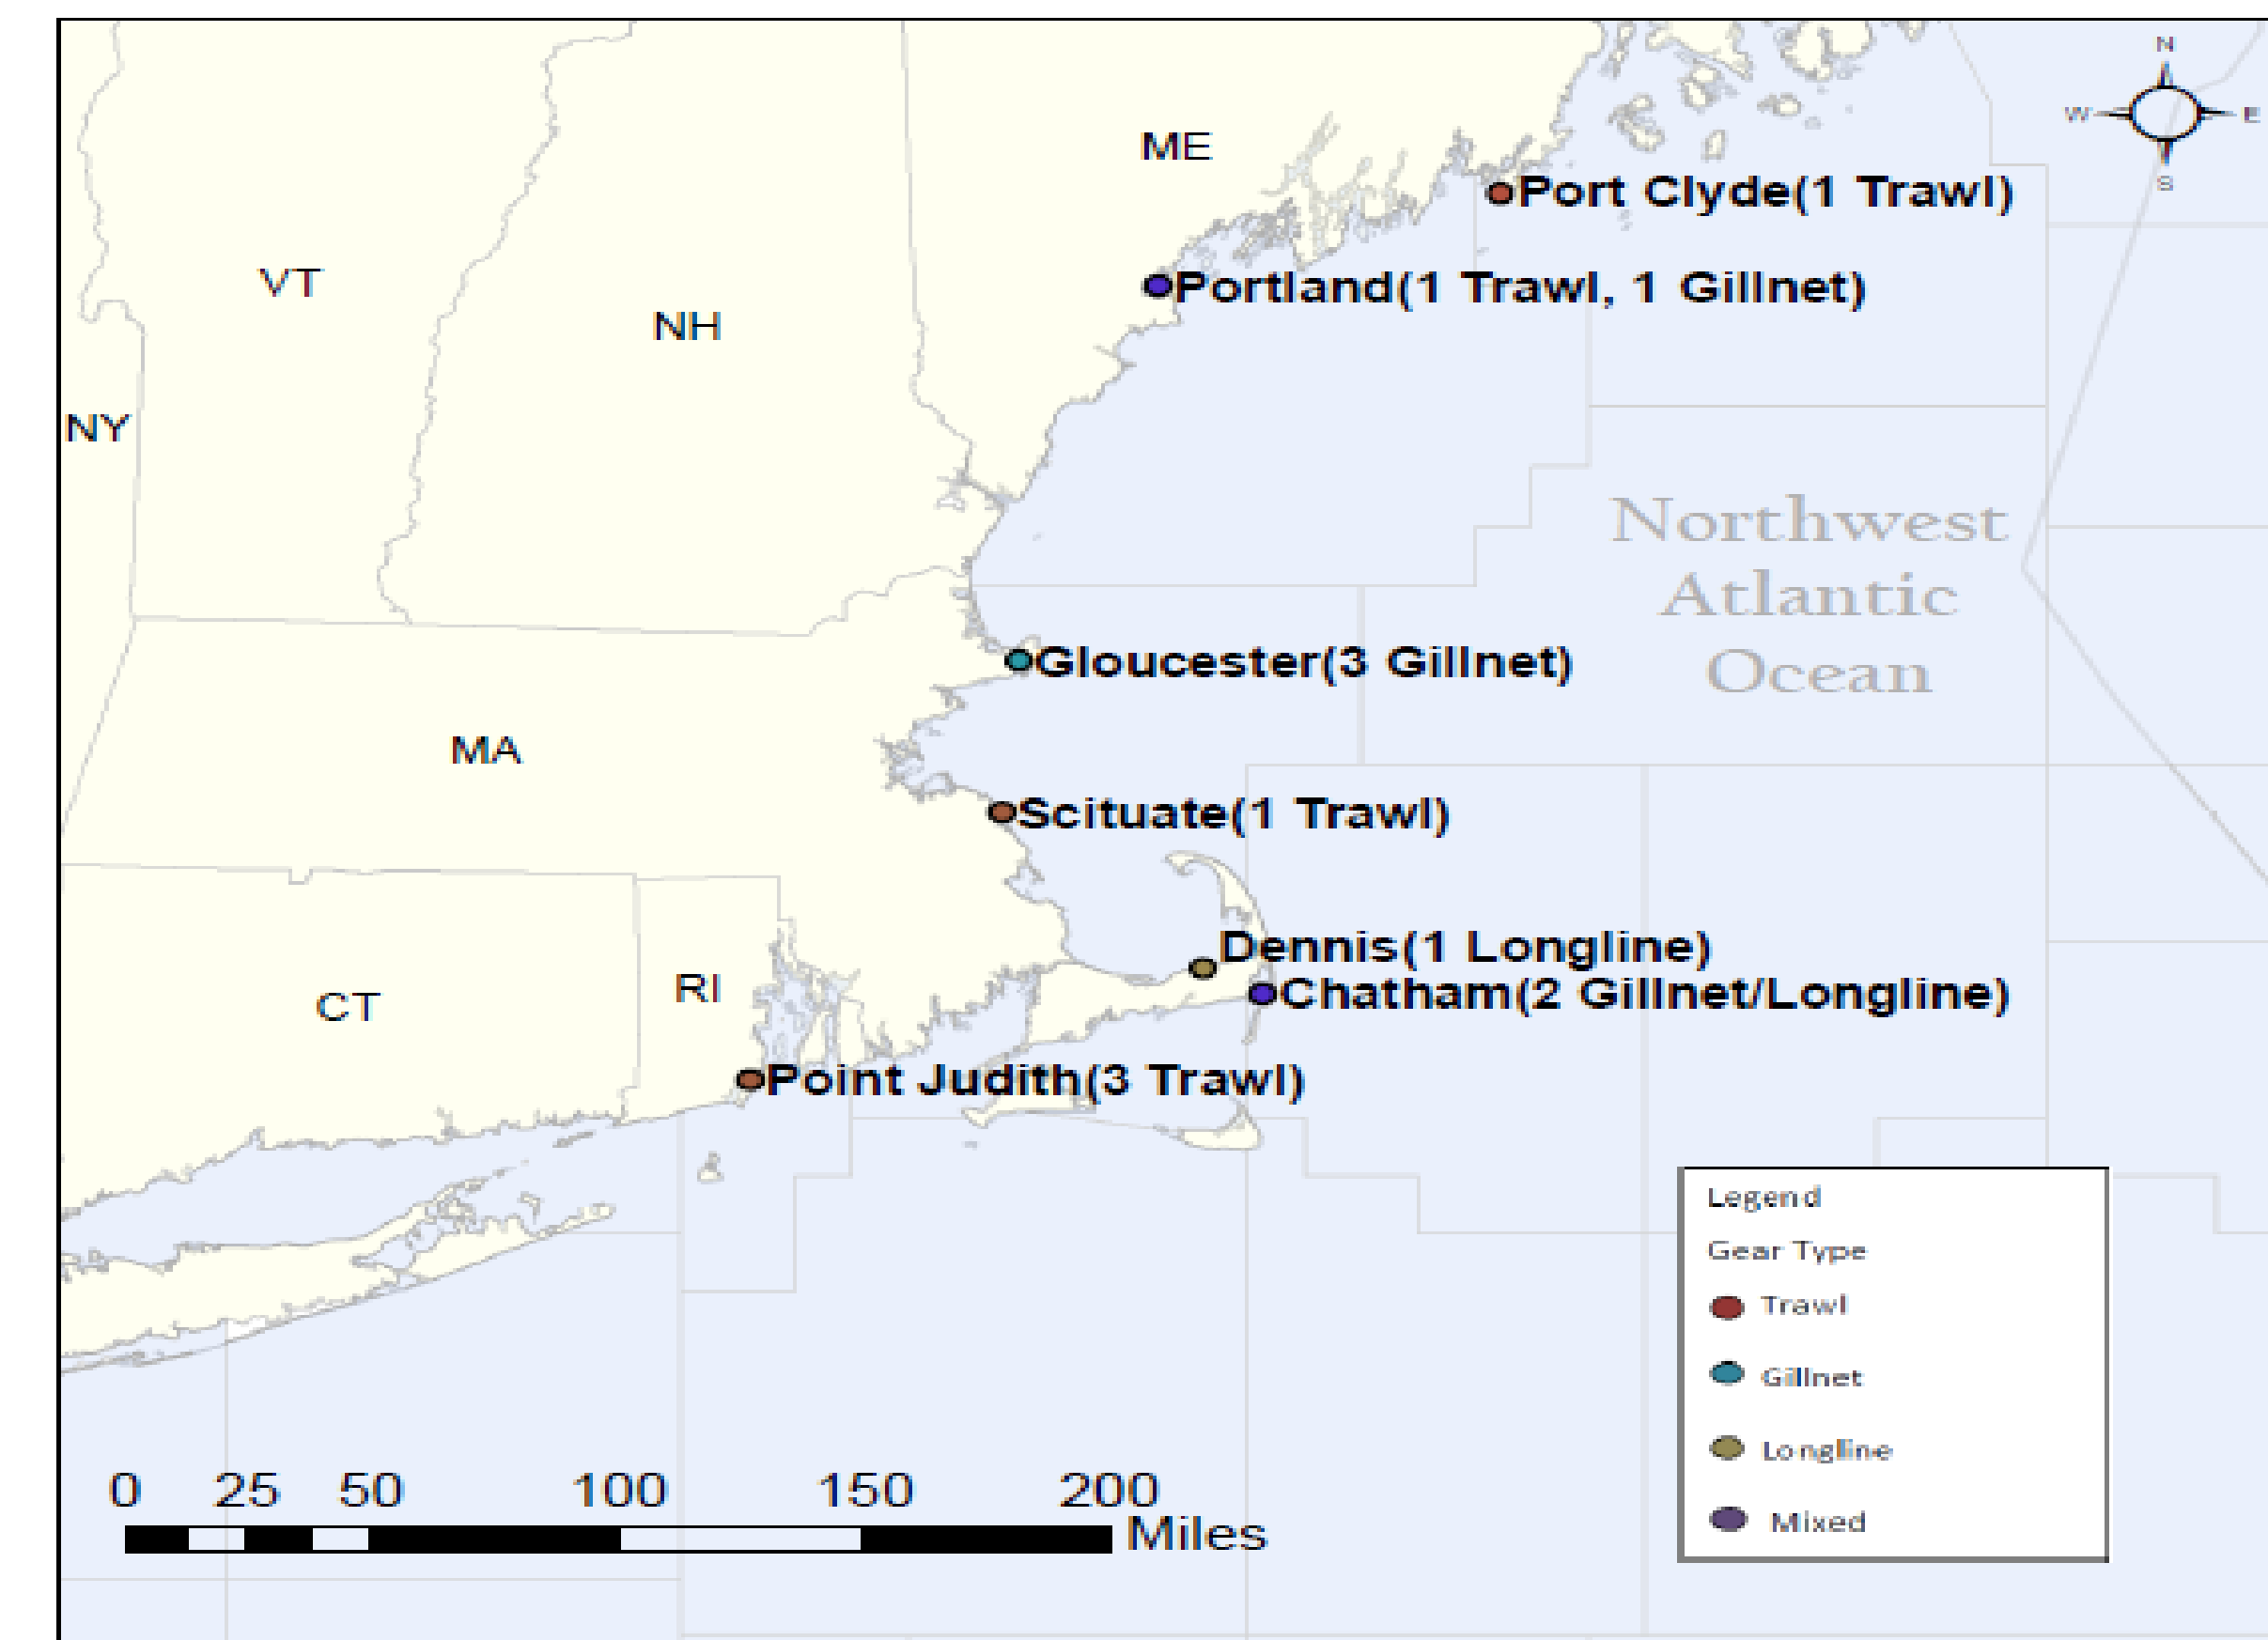 N
W E
S
ME
Port Clyde(1 Trawl)
VT
Portland(1 Trawl, 1 Gillnet)
NH
NY
Northwest
Atlantic
Ocean
Gloucester(3 Gillnet)
MA
Scituate(1 Trawl)
Dennis(1 Longline)
RI
Chatham(2 Gillnet/Longline)
CT
Point Judith(3 Trawl)
Legend
Gear Type
Trawl
Gillnet
Longline
Mixed
0 25 50 100 150 200
Miles